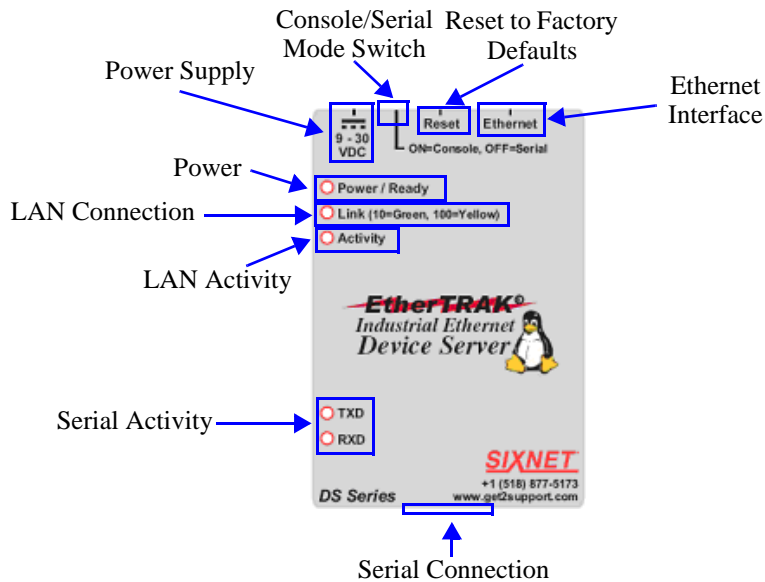 Console/Serial
Mode Switch
Reset to Factory
Defaults
Power Supply
Ethernet
Interface
9 - 30
VDC
Reset
Ethernet
ON=Console, OFF=Serial
Power
Power / Ready
LAN Connection
Link (10=Green, 100=Yellow)
Activity
LAN Activity
EtherTRAK®
Industrial Ethernet
Device Server
Serial Activity
TXD
RXD
SIXNET
+1 (518) 877-5173
DS Series
www.get2support.com
Serial Connection